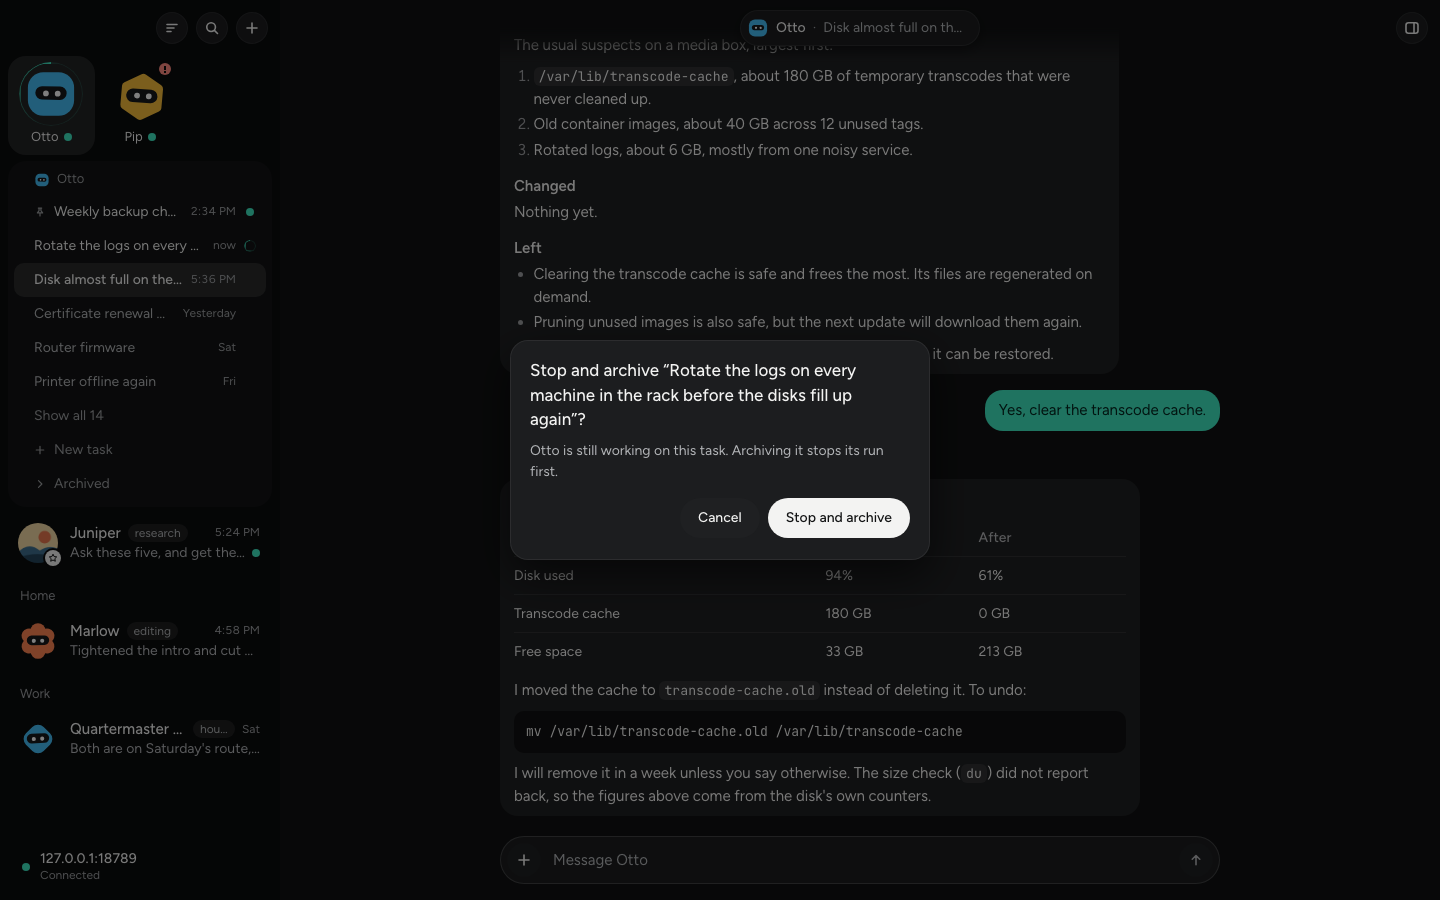 Otto · Disk almost full on th...
Otto
Pip
Otto
Weekly backup ch... 2:34 PM
Rotate the logs on every ... now
Disk almost full on the... 5:36 PM
Certificate renewal ... Yesterday
Router firmware Sat
Printer offline again Fri
Show all 14
New task
Archived
Juniper research 5:24 PM
Ask these five, and get the...
Home
Marlow editing 4:58 PM
Tightened the intro and cut ...
Work
Quartermaster ... hou... Sat
Both are on Saturday's route,...
127.0.0.1:18789
Connected
The usual suspects on a media box, largest first:
1. /var/lib/transcode-cache, about 180 GB of temporary transcodes that were
never cleaned up.
2. Old container images, about 40 GB across 12 unused tags.
3. Rotated logs, about 6 GB, mostly from one noisy service.
Changed
Nothing yet.
Left
• Clearing the transcode cache is safe and frees the most. Its files are regenerated on
demand.
• Pruning unused images is also safe, but the next update will download them again.
it can be restored.
Yes, clear the transcode cache.
Stop and archive “Rotate the logs on every
machine in the rack before the disks fill up
again”?
Otto is still working on this task. Archiving it stops its run
first.
Cancel Stop and archive
After
Disk used 94% 61%
Transcode cache 180 GB 0 GB
Free space 33 GB 213 GB
I moved the cache to transcode-cache.old instead of deleting it. To undo:
mv /var/lib/transcode-cache.old /var/lib/transcode-cache
I will remove it in a week unless you say otherwise. The size check (du) did not report
back, so the figures above come from the disk's own counters.
Message Otto